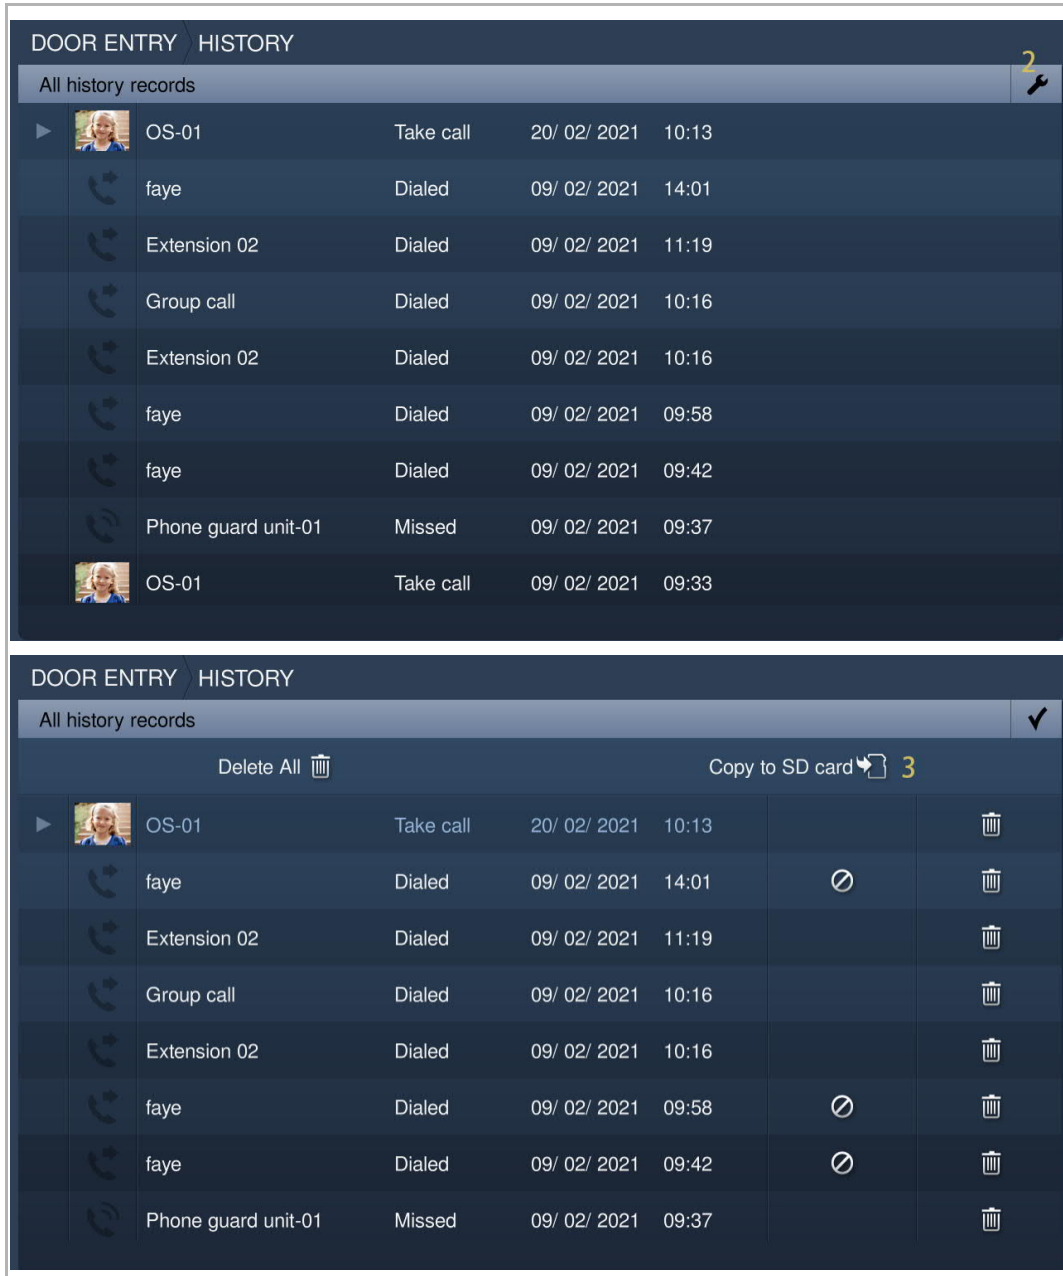 DOOR ENTRY HISTORY
2
All history records
OS-01 Take call 20/ 02/ 2021 10:13
faye Dialed 09/ 02/ 2021 14:01
Extension 02 Dialed 09/ 02/ 2021 11:19
Group call Dialed 09/ 02/ 2021 10:16
Extension 02 Dialed 09/ 02/ 2021 10:16
faye Dialed 09/ 02/ 2021 09:58
faye Dialed 09/ 02/ 2021 09:42
Phone guard unit-01 Missed 09/ 02/ 2021 09:37
OS-01 Take call 09/ 02/ 2021 09:33
DOOR ENTRY HISTORY
All history records
Delete All Copy to SD card 3
OS-01 Take call 20/ 02/ 2021 10:13
faye Dialed 09/ 02/ 2021 14:01
Extension 02 Dialed 09/ 02/ 2021 11:19
Group call Dialed 09/ 02/ 2021 10:16
Extension 02 Dialed 09/ 02/ 2021 10:16
faye Dialed 09/ 02/ 2021 09:58
faye Dialed 09/ 02/ 2021 09:42
Phone guard unit-01 Missed 09/ 02/ 2021 09:37